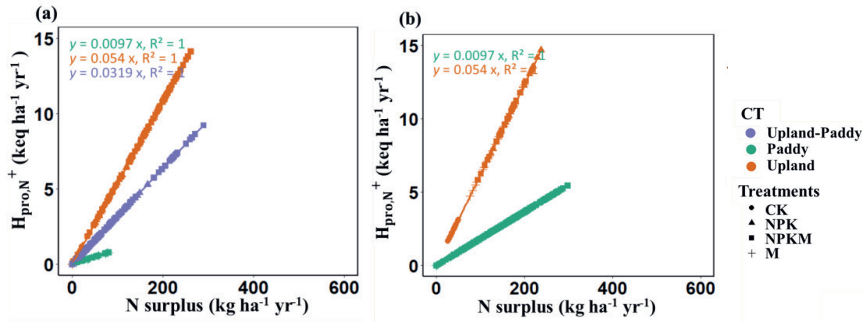 (a)
y = 0.0097 x, R² = 1
y = 0.054 x, R² = 1
y = 0.0319 x, R² = 1
15
10
5
0
H_pro,N⁺ (keq ha⁻¹ yr⁻¹)
0 200 400 600
N surplus (kg ha⁻¹ yr⁻¹)
(b)
y = 0.0097 x, R² = 1
y = 0.054 x, R² = 1
15
10
5
0
H_pro,N⁺ (keq ha⁻¹ yr⁻¹)
0 200 400 600
N surplus (kg ha⁻¹ yr⁻¹)
CT
Upland-Paddy
Paddy
Upland
Treatments
CK
NPK
NPKM
M